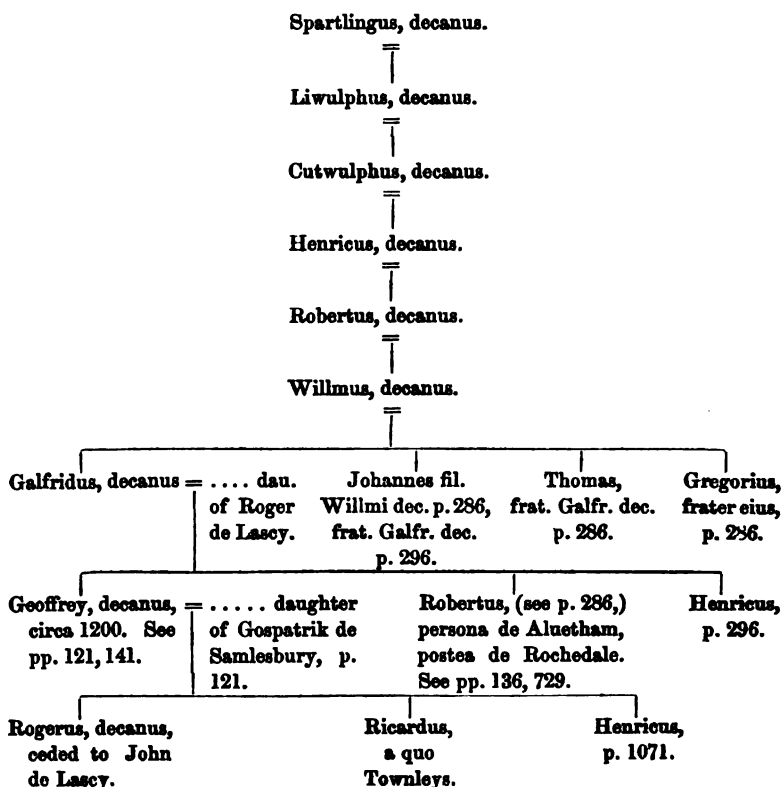 Spartlingus, decanus.
=
Liwulphus, decanus.
=
Cutwulphus, decanus.
=
Henricus, decanus.
=
Robertus, decanus.
=
Willmus, decanus.
=
Galfridus, decanus = .... dau.
of Roger
de Lascy.
Johannes fil.
Willmi dec. p. 286,
frat. Galfr. dec.
p. 296.
Thomas,
frat. Galfr. dec.
p. 286.
Gregorius,
frater eius,
p. 286.
Geoffrey, decanus,
circa 1200. See
pp. 121, 141.
= ..... daughter
of Gospatrik de
Samlesbury, p.
121.
Robertus, (see p. 286,)
persona de Aluetham,
postea de Rochedale.
See pp. 136, 729.
Henricus,
p. 296.
Rogerus, decanus,
ceded to John
de Lascy.
Ricardus,
a quo
Townleys.
Henricus,
p. 1071.